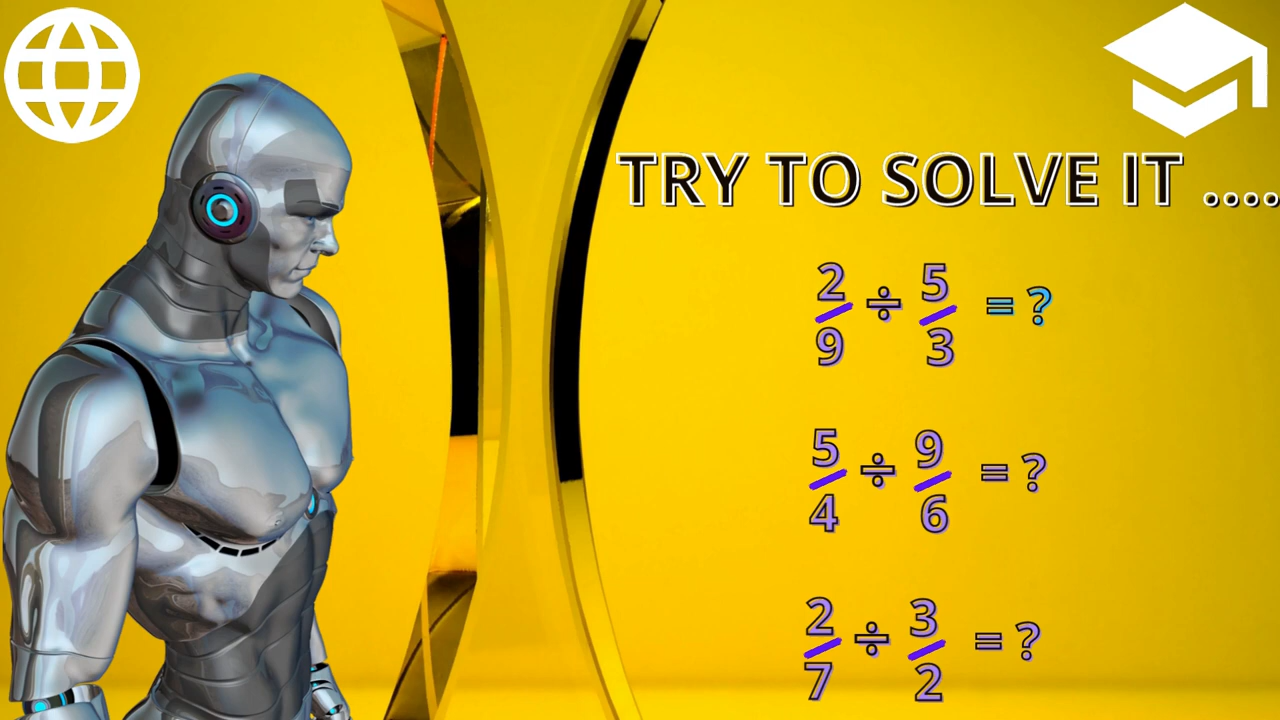 TRY TO SOLVE IT ....
2/9 ÷ 5/3 = ?
5/4 ÷ 9/6 = ?
2/7 ÷ 3/2 = ?